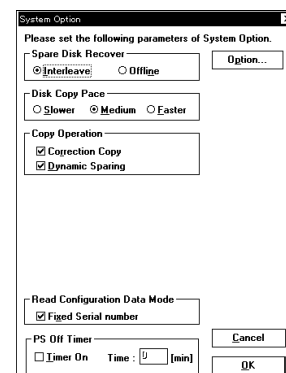 System Option
Please set the following parameters of System Option.
Spare Disk Recover
Interleave Offline
Option...
Disk Copy Pace
Slower Medium Faster
Copy Operation
Correction Copy
Dynamic Sparing
Read Configuration Data Mode
Fixed Serial number
PS Off Timer
Timer On Time : 0 [min]
Cancel
OK